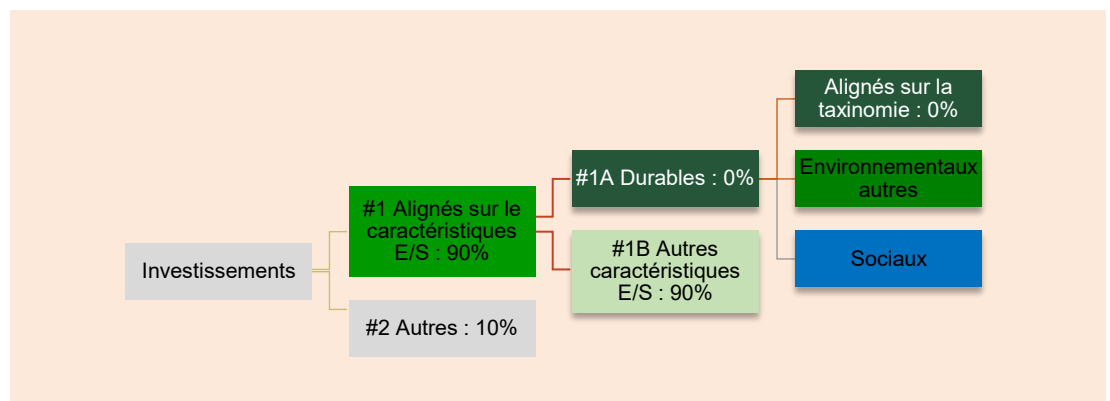 Investissements
#1 Alignés sur le
caractéristiques
E/S : 90%
#2 Autres : 10%
#1A Durables : 0%
#1B Autres
caractéristiques
E/S : 90%
Alignés sur la
taxinomie : 0%
Environnementaux
autres
Sociaux